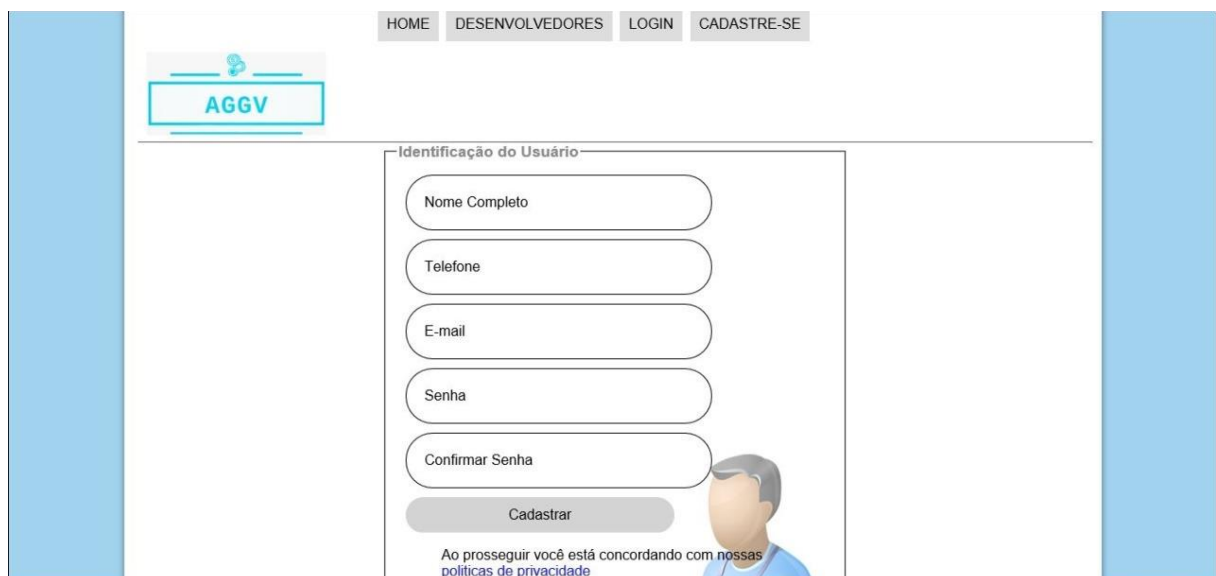 HOME DESENVOLVEDORES LOGIN CADASTRE-SE
AGGV
Identificação do Usuário
Nome Completo
Telefone
E-mail
Senha
Confirmar Senha
Cadastrar
Ao prosseguir você está concordando com nossas
politicas de privacidade